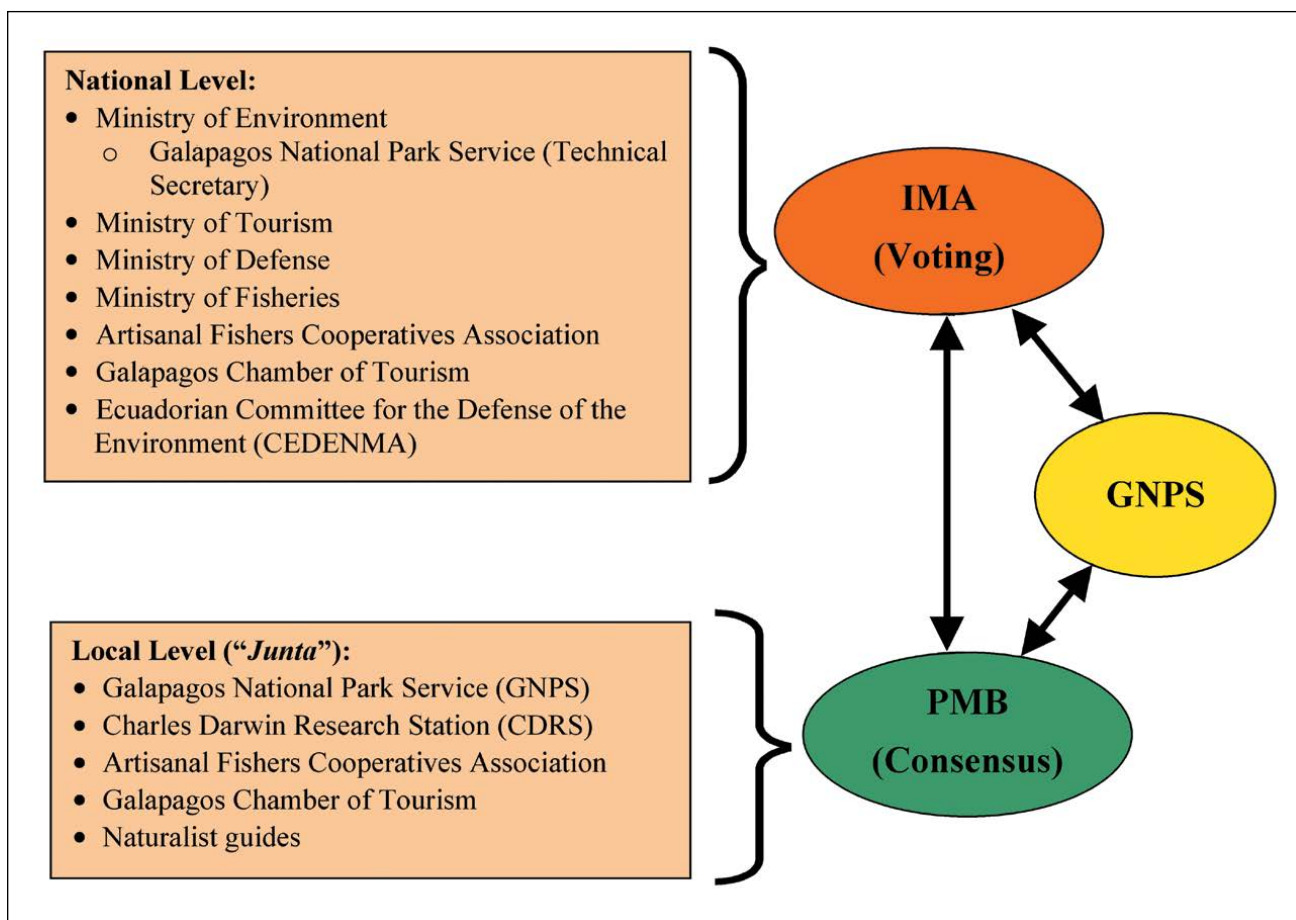 National Level:
• Ministry of Environment
o Galapagos National Park Service (Technical
Secretary)
• Ministry of Tourism
• Ministry of Defense
• Ministry of Fisheries
• Artisanal Fishers Cooperatives Association
• Galapagos Chamber of Tourism
• Ecuadorian Committee for the Defense of the
Environment (CEDENMA)
IMA
(Voting)
GNPS
Local Level (“Junta”):
• Galapagos National Park Service (GNPS)
• Charles Darwin Research Station (CDRS)
• Artisanal Fishers Cooperatives Association
• Galapagos Chamber of Tourism
• Naturalist guides
PMB
(Consensus)